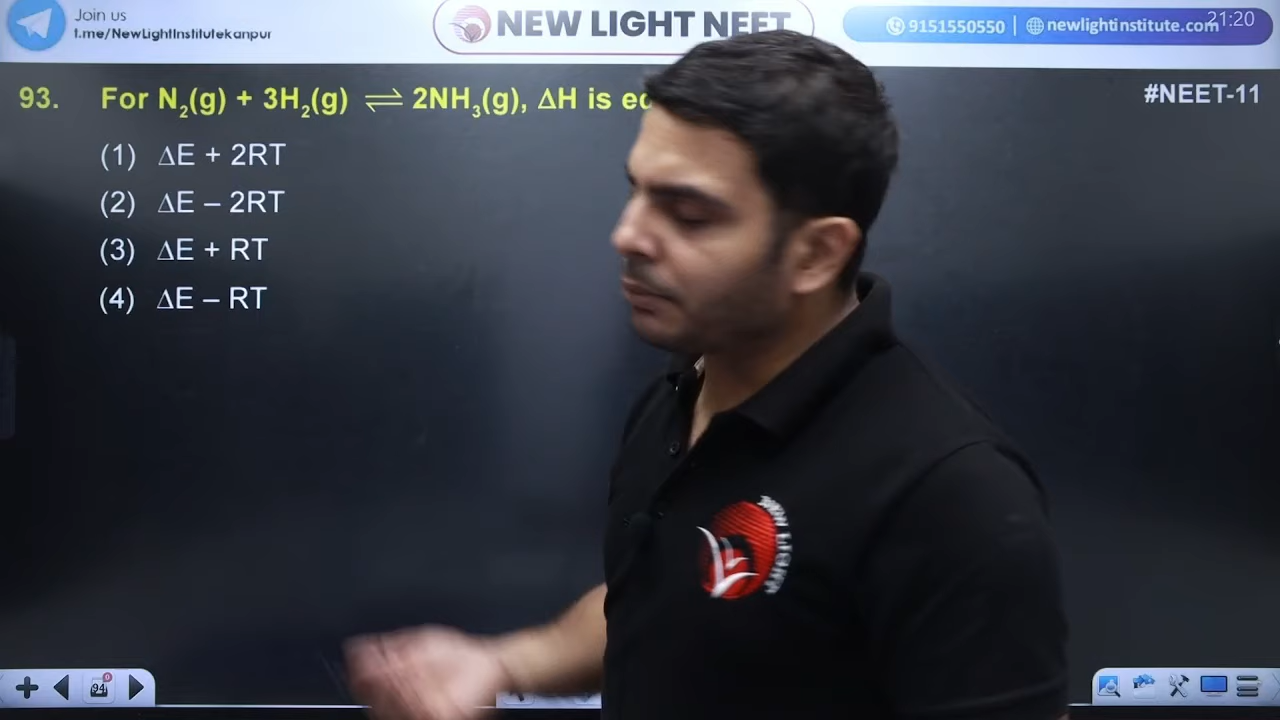 Join us
t.me/NewLightInstitutekanpur
NEW LIGHT NEET
9151550550 | newlightinstitute.com
21:20
93. For N₂(g) + 3H₂(g) ⇌ 2NH₃(g), ΔH is
#NEET-11
(1) ΔE + 2RT
(2) ΔE – 2RT
(3) ΔE + RT
(4) ΔE – RT
94